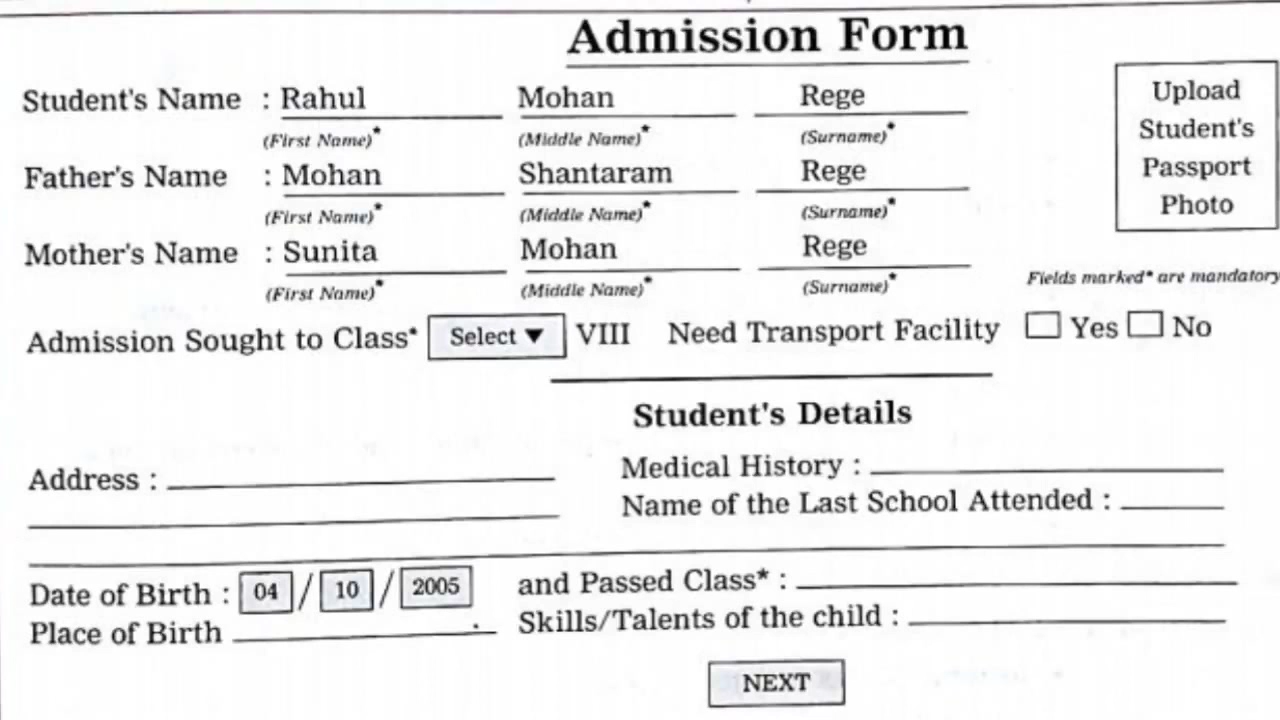 Admission Form
Student's Name : Rahul Mohan Rege
(First Name)* (Middle Name)* (Surname)*
Father's Name : Mohan Shantaram Rege
(First Name)* (Middle Name)* (Surname)*
Mother's Name : Sunita Mohan Rege
(First Name)* (Middle Name)* (Surname)*
Upload
Student's
Passport
Photo
Fields marked* are mandatory
Admission Sought to Class* Select ▼ VIII Need Transport Facility Yes No
Student's Details
Address :
Medical History :
Name of the Last School Attended :
Date of Birth : 04 / 10 / 2005 and Passed Class* :
Place of Birth Skills/Talents of the child :
NEXT